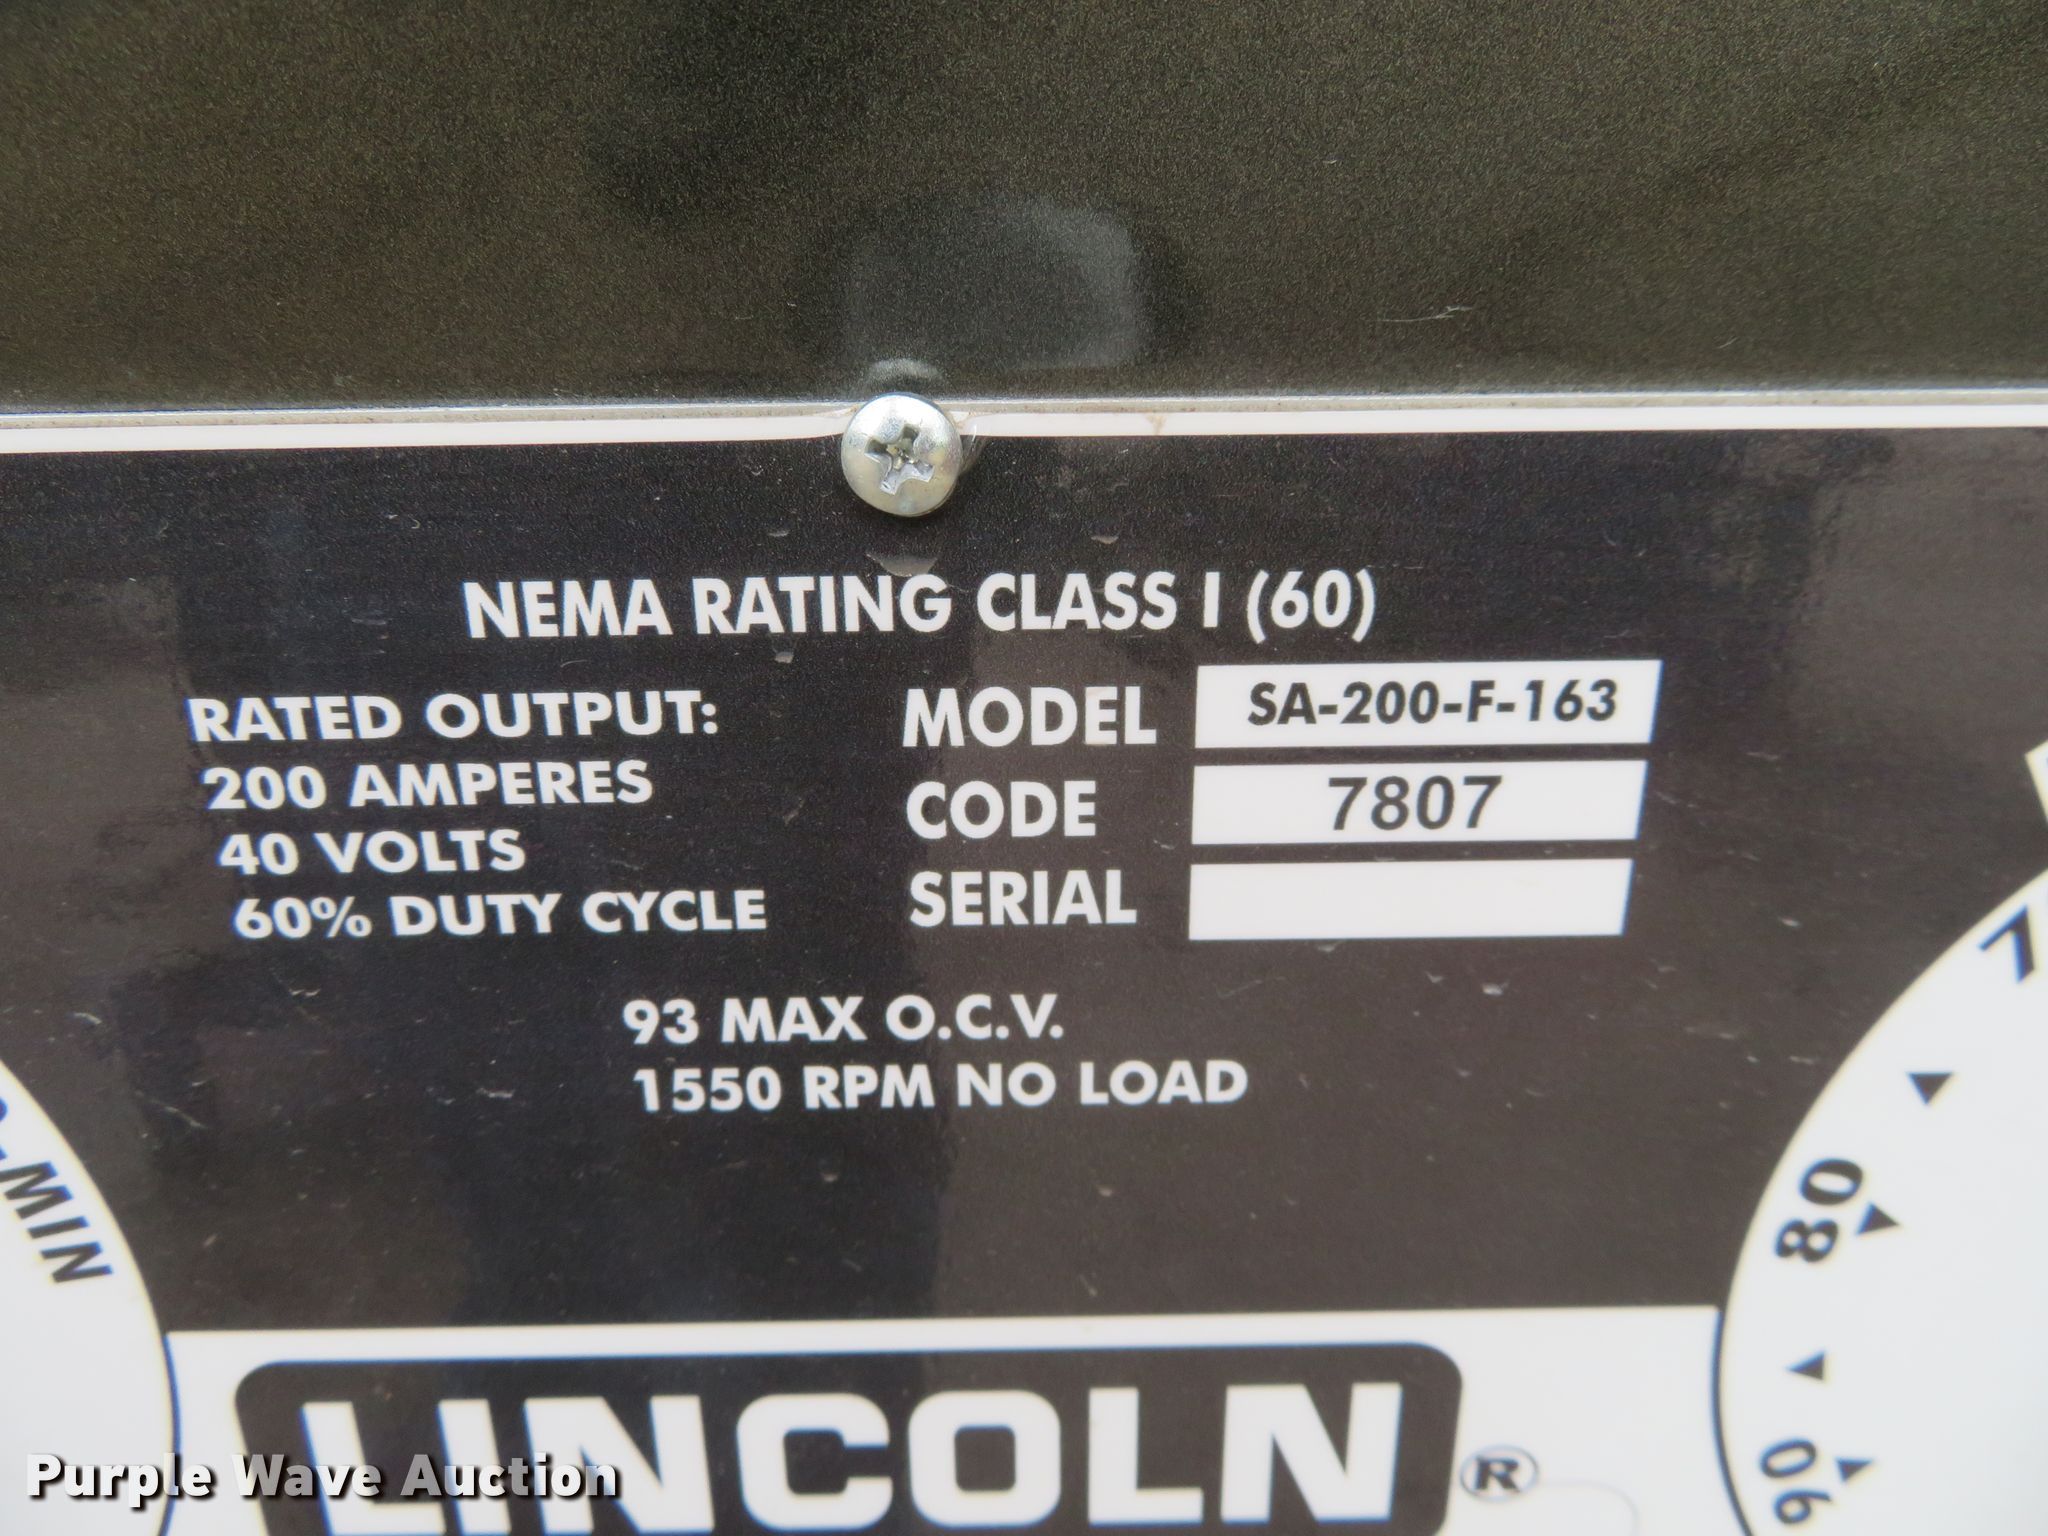 NEMA RATING CLASS I (60)
RATED OUTPUT:
200 AMPERES
40 VOLTS
60% DUTY CYCLE
MODEL SA-200-F-163
CODE 7807
SERIAL
93 MAX O.C.V.
1550 RPM NO LOAD
MIN
7
80
90
LINCOLN ®
Purple Wave Auction